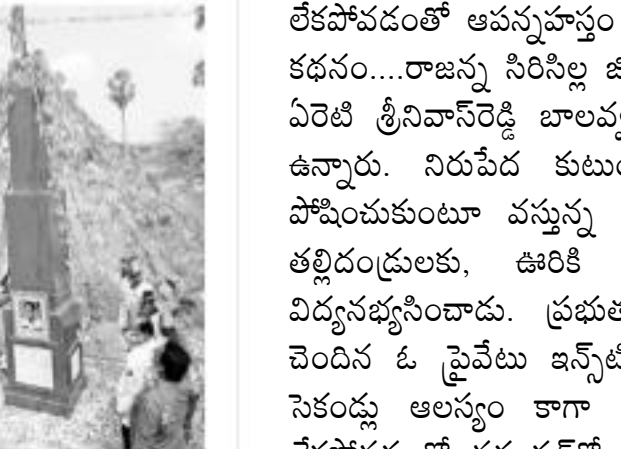 లేకపోవడంతో ఆపన్నహస్తం
కథనం....రాజన్న సిరిసిల్ల జి
ఏరెటి శ్రీనివాస్‌రెడ్డి బాలవ
ఉన్నారు. నిరుపేద కుటుం
పోషించుకుంటూ వస్తున్న
తల్లిదండ్రులకు, ఊరికి
విద్యనభ్యసించాడు. ప్రభుత
చెందిన ఓ ప్రైవేటు ఇన్‌స్‌టి
సెకండ్లు ఆలస్యం కాగా